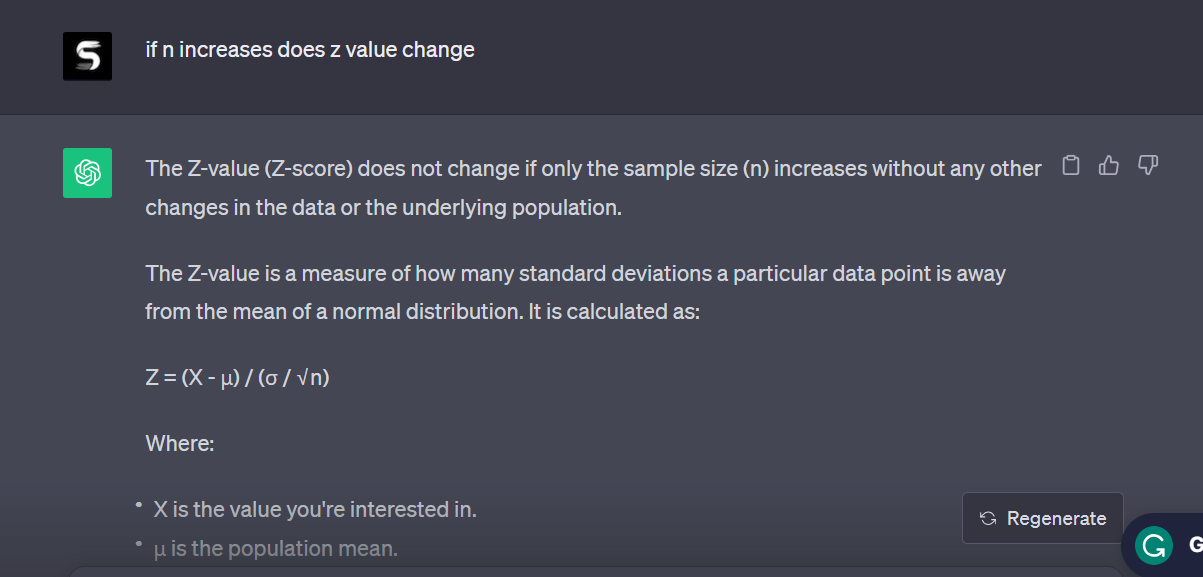 if n increases does z value change
The Z-value (Z-score) does not change if only the sample size (n) increases without any other
changes in the data or the underlying population.
The Z-value is a measure of how many standard deviations a particular data point is away
from the mean of a normal distribution. It is calculated as:
Z = (X - μ) / (σ / √n)
Where:
• X is the value you're interested in.
• μ is the population mean.
Regenerate
G